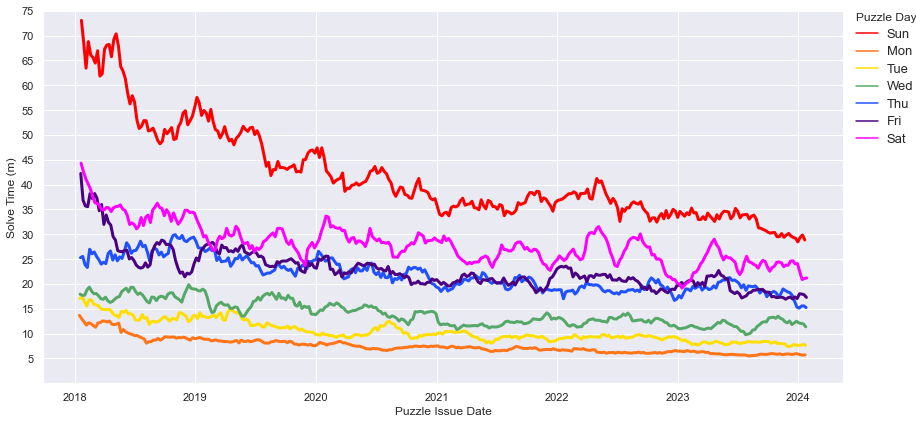 75
70
65
60
55
50
45
40
35
30
25
20
15
10
5
Solve Time (m)
2018 2019 2020 2021 2022 2023 2024
Puzzle Issue Date
Puzzle Day
Sun
Mon
Tue
Wed
Thu
Fri
Sat